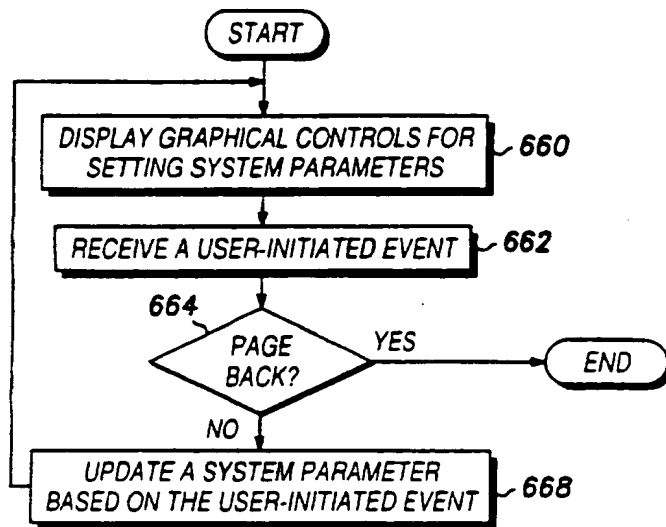 START
DISPLAY GRAPHICAL CONTROLS FOR
SETTING SYSTEM PARAMETERS
660
RECEIVE A USER-INITIATED EVENT
662
664
PAGE
BACK?
YES
END
NO
UPDATE A SYSTEM PARAMETER
BASED ON THE USER-INITIATED EVENT
668